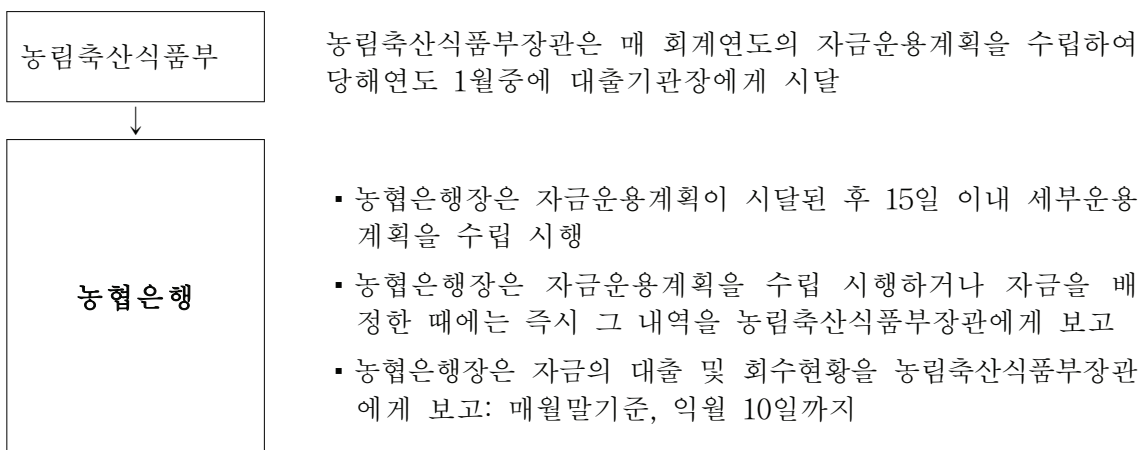 농림축산식품부
농림축산식품부장관은 매 회계연도의 자금운용계획을 수립하여
당해연도 1월중에 대출기관장에게 시달
↓
농협은행
▪농협은행장은 자금운용계획이 시달된 후 15일 이내 세부운용
계획을 수립 시행
▪농협은행장은 자금운용계획을 수립 시행하거나 자금을 배
정한 때에는 즉시 그 내역을 농림축산식품부장관에게 보고
▪농협은행장은 자금의 대출 및 회수현황을 농림축산식품부장관
에게 보고: 매월말기준, 익월 10일까지